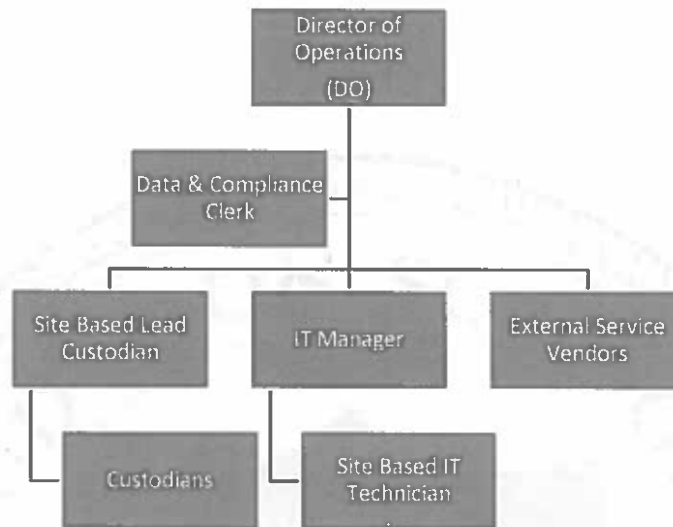 Director of
Operations
(DO)
Data & Compliance
Clerk
Site Based Lead
Custodian
IT Manager
External Service
Vendors
Custodians
Site Based IT
Technician